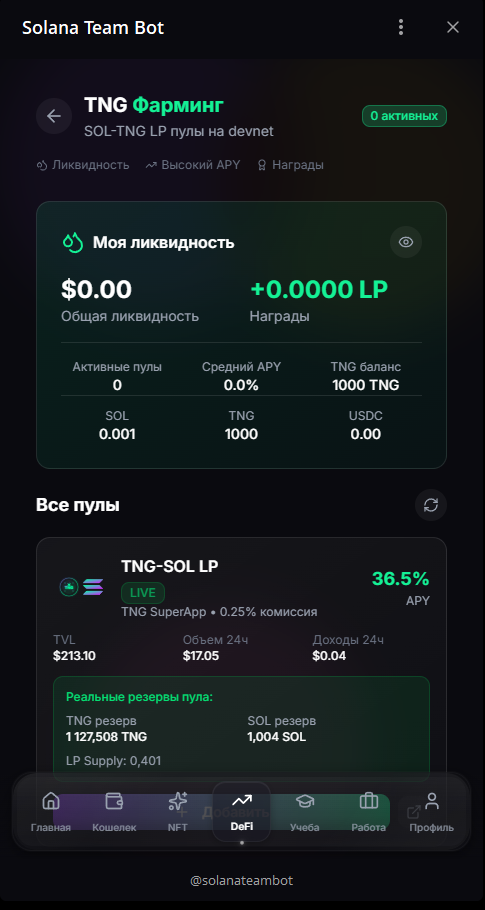 Solana Team Bot
TNG Фарминг
SOL-TNG LP пулы на devnet
0 активных
Ликвидность Высокий APY Награды
Моя ликвидность
$0.00 +0.0000 LP
Общая ликвидность Награды
Активные пулы Средний APY TNG баланс
0 0.0% 1000 TNG
SOL TNG USDC
0.001 1000 0.00
Все пулы
TNG-SOL LP
LIVE
TNG SuperApp • 0.25% комиссия
36.5%
APY
TVL Объем 24ч Доходы 24ч
$213.10 $17.05 $0.04
Реальные резервы пула:
TNG резерв SOL резерв
1 127,508 TNG 1,004 SOL
LP Supply: 0,401
Главная Кошелек NFT DeFi Учеба Работа Профиль
@solanateambot